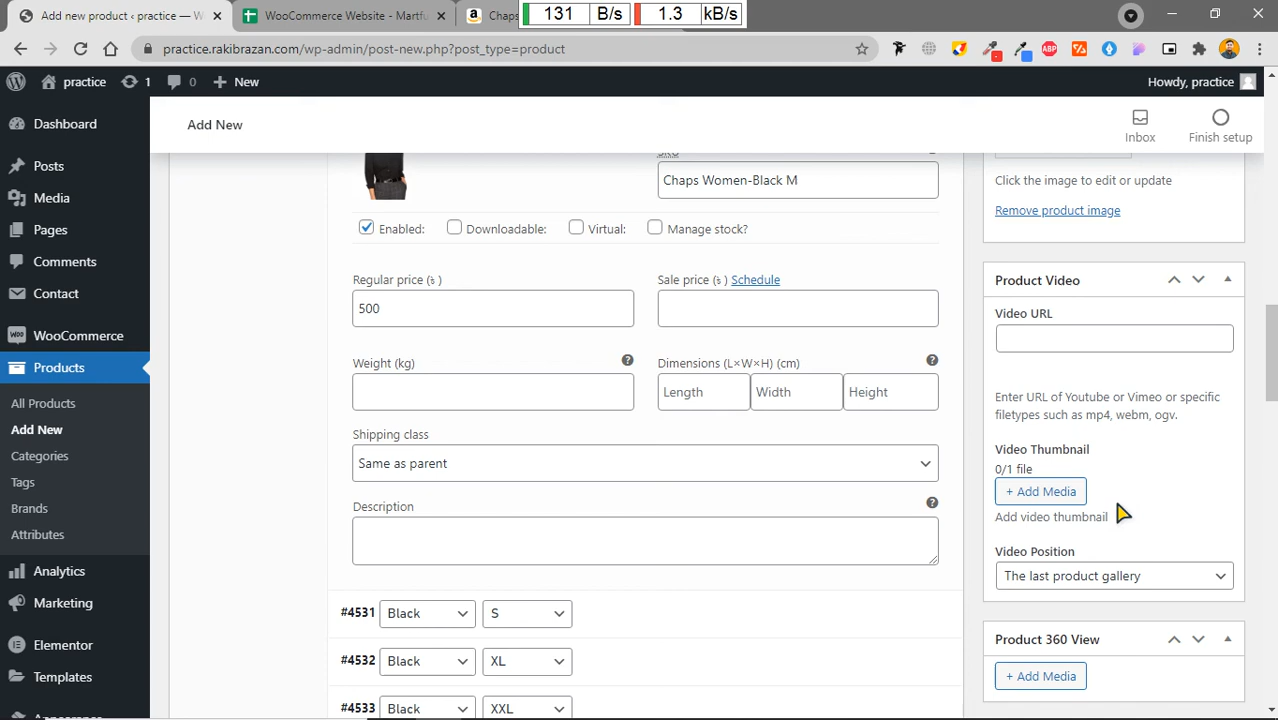 Add new product ‹ practice — W
WooCommerce Website - Martfu
Chaps
131 B/s
1.3 kB/s
practice.rakibrazan.com/wp-admin/post-new.php?post_type=product
practice
1
0
New
Howdy, practice
Add New
Inbox
Finish setup
Dashboard
Posts
Media
Pages
Comments
Contact
WooCommerce
Products
All Products
Add New
Categories
Tags
Brands
Attributes
Analytics
Marketing
Elementor
Templates
SKU
Chaps Women-Black M
Enabled:
Downloadable:
Virtual:
Manage stock?
Regular price (৳ )
Sale price (৳ ) Schedule
500
Weight (kg)
Dimensions (L×W×H) (cm)
Length
Width
Height
Shipping class
Same as parent
Description
#4531 Black S
#4532 Black XL
#4533 Black XXL
Click the image to edit or update
Remove product image
Product Video
Video URL
Enter URL of Youtube or Vimeo or specific
filetypes such as mp4, webm, ogv.
Video Thumbnail
0/1 file
+ Add Media
Add video thumbnail
Video Position
The last product gallery
Product 360 View
+ Add Media